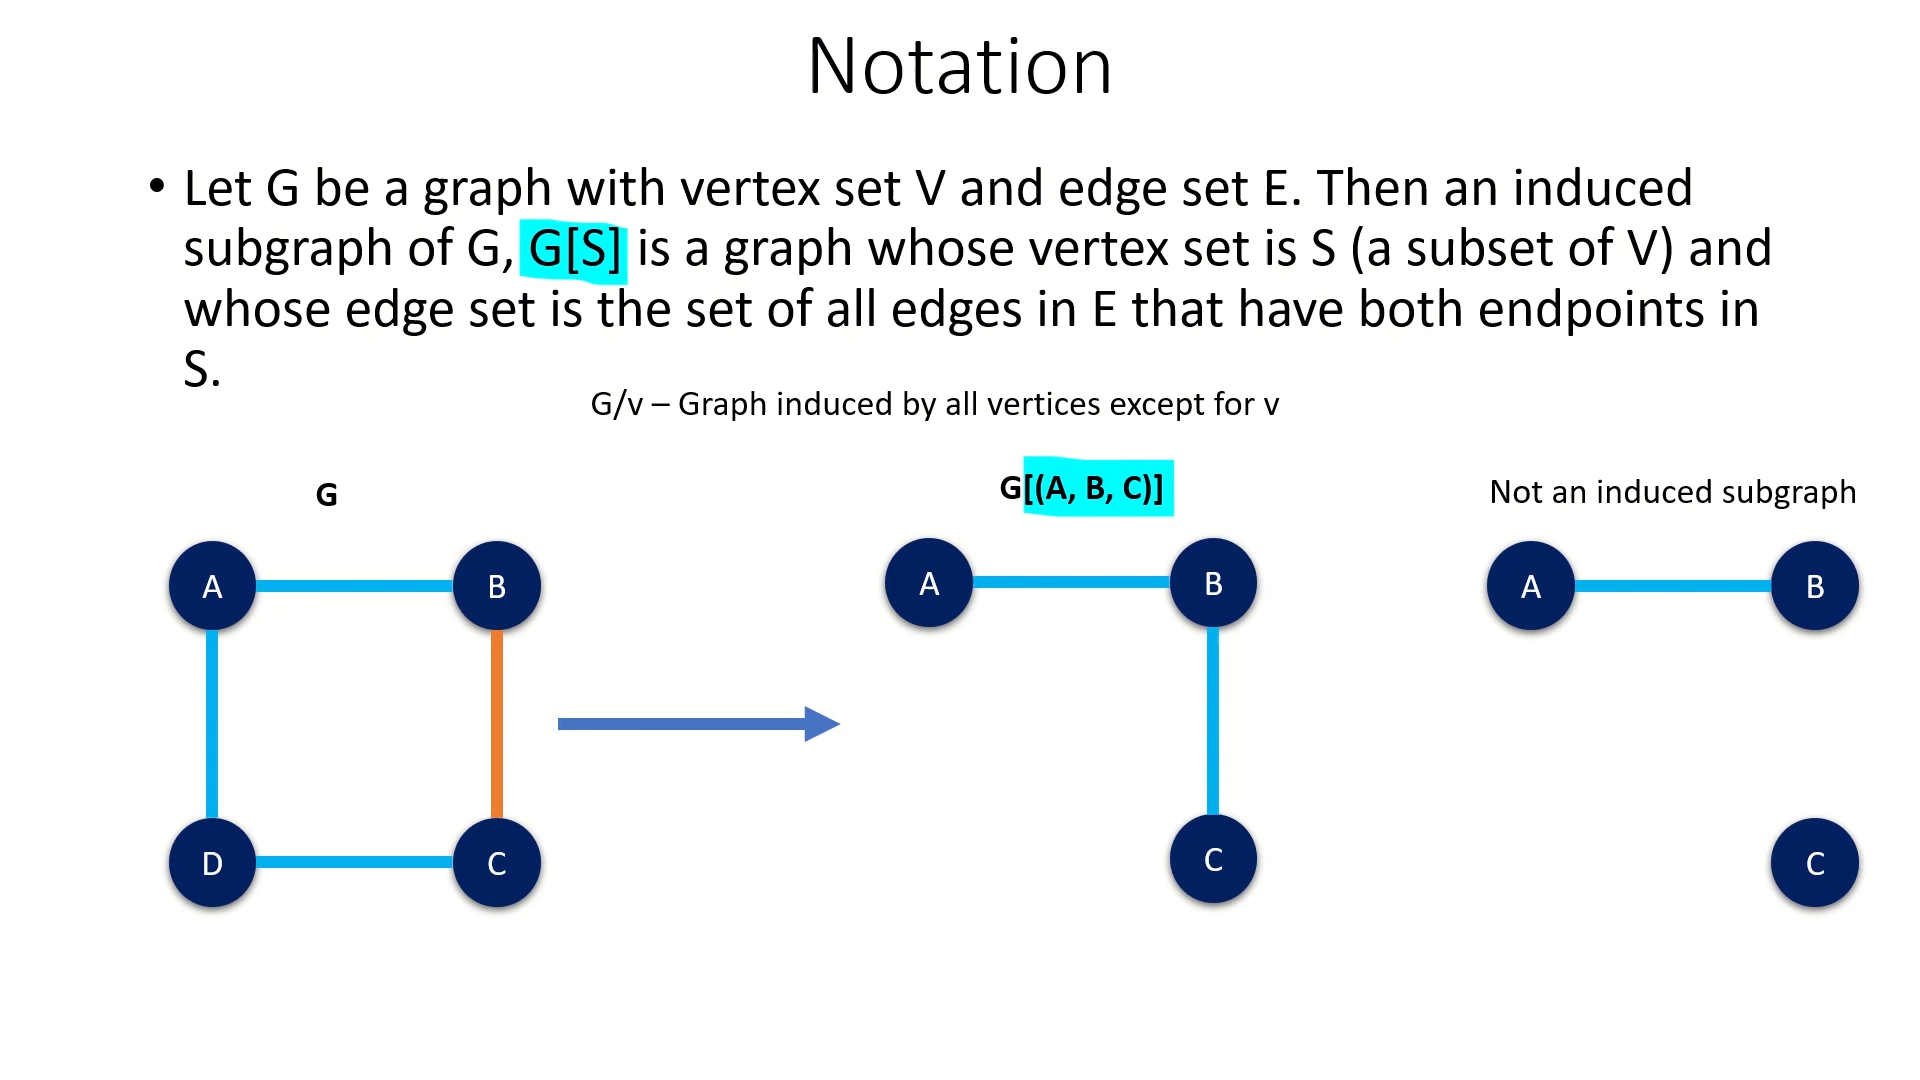 Notation
• Let G be a graph with vertex set V and edge set E. Then an induced
subgraph of G, G[S] is a graph whose vertex set is S (a subset of V) and
whose edge set is the set of all edges in E that have both endpoints in
S.
G/v – Graph induced by all vertices except for v
G
G[(A, B, C)]
Not an induced subgraph
A B
D C
A B
C
A B
C